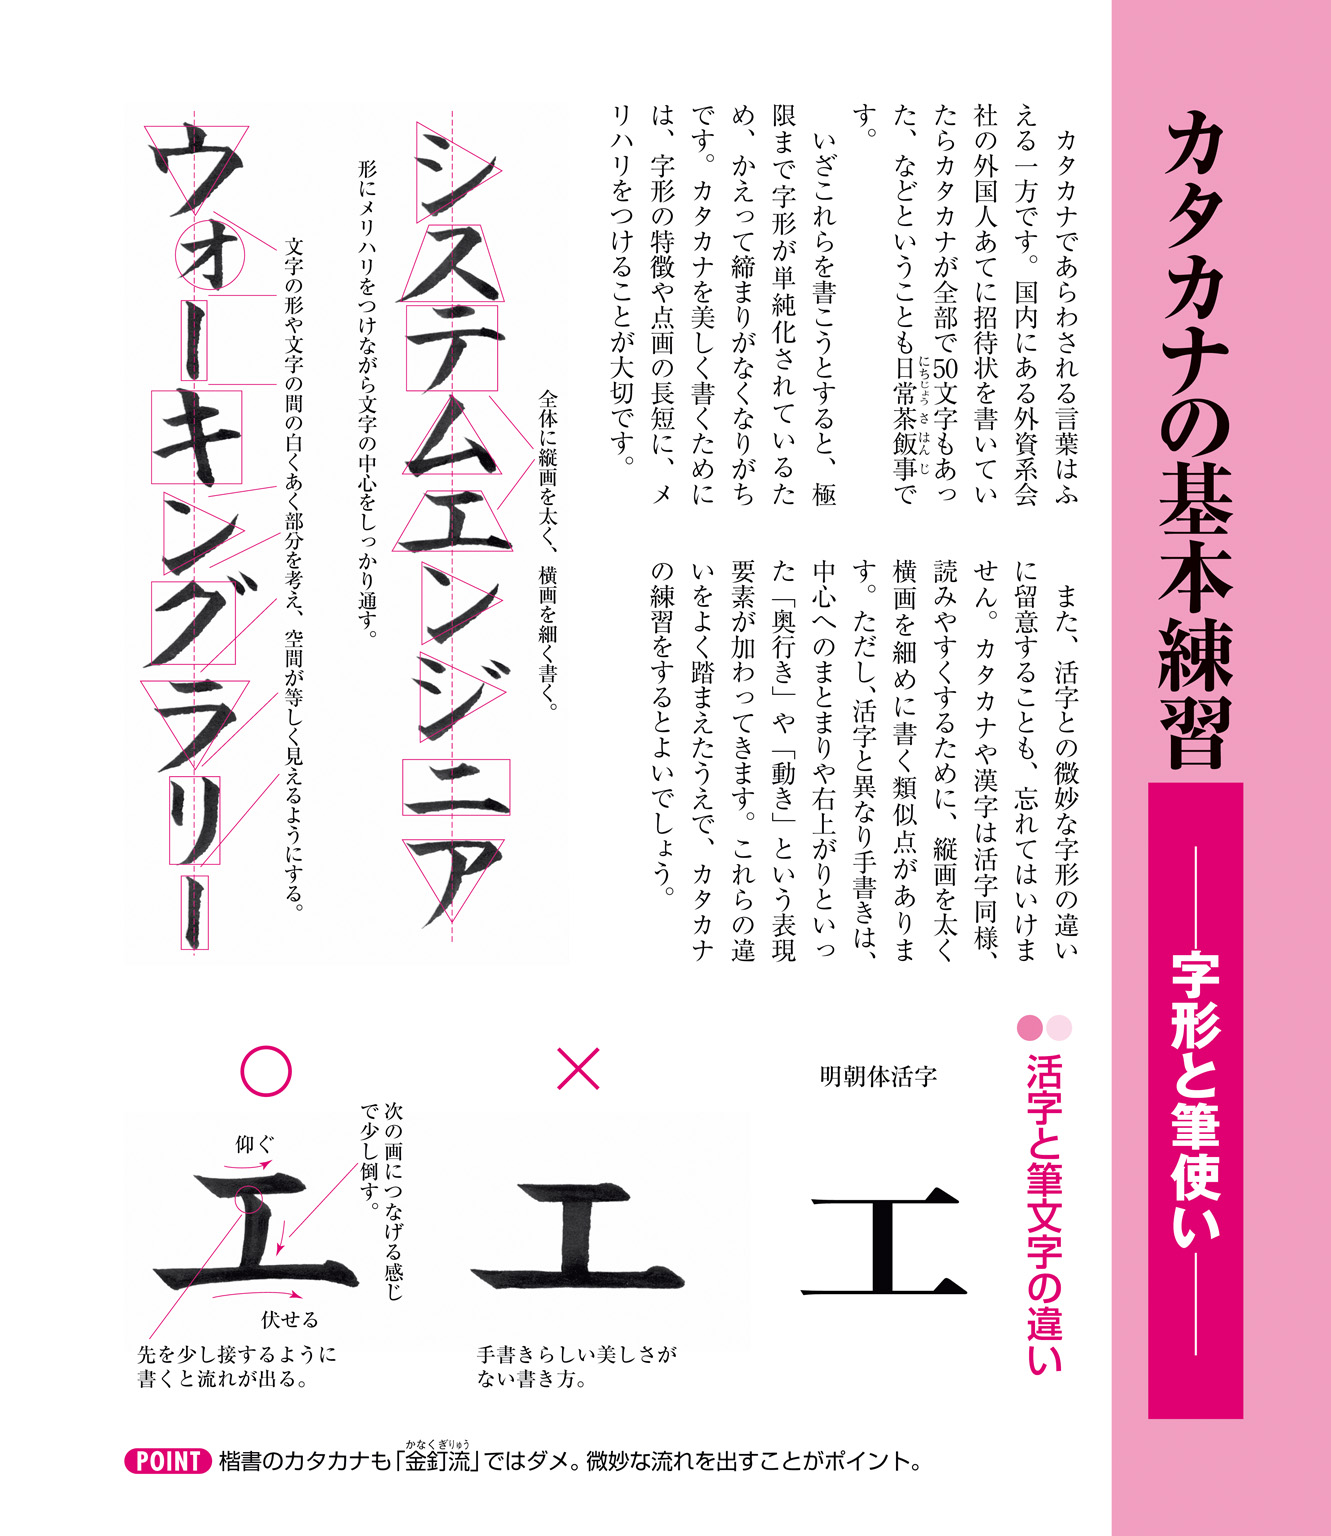 カタカナの基本練習
――字形と筆使い――
カタカナであらわされる言葉はふ
える一方です。国内にある外資系会
社の外国人あてに招待状を書いてい
たらカタカナが全部で50文字もあっ
た、などということも日常茶飯事で
にちじょうさはんじ
す。
いざこれらを書こうとすると、極
限まで字形が単純化されているた
め、かえって締まりがなくなりがち
です。カタカナを美しく書くために
は、字形の特徴や点画の長短に、メ
リハリをつけることが大切です。
また、活字との微妙な字形の違い
に留意することも、忘れてはいけま
せん。カタカナや漢字は活字同様、
読みやすくするために、縦画を太く
横画を細めに書く類似点がありま
す。ただし、活字と異なり手書きは、
中心へのまとまりや右上がりといっ
た「奥行き」や「動き」という表現
要素が加わってきます。これらの違
いをよく踏まえたうえで、カタカナ
の練習をするとよいでしょう。
全体に縦画を太く、横画を細く書く。
システムエンジニア
形にメリハリをつけながら文字の中心をしっかり通す。
文字の形や文字の間の白くあく部分を考え、空間が等しく見えるようにする。
ウォーキングラリー
活字と筆文字の違い
明朝体活字
エ
×
エ
手書きらしい美しさが
ない書き方。
○
次の画につなげる感じ
で少し倒す。
仰ぐ
エ
伏せる
先を少し接するように
書くと流れが出る。
POINT 楷書のカタカナも「金釘流」ではダメ。微妙な流れを出すことがポイント。
かなくぎりゅう